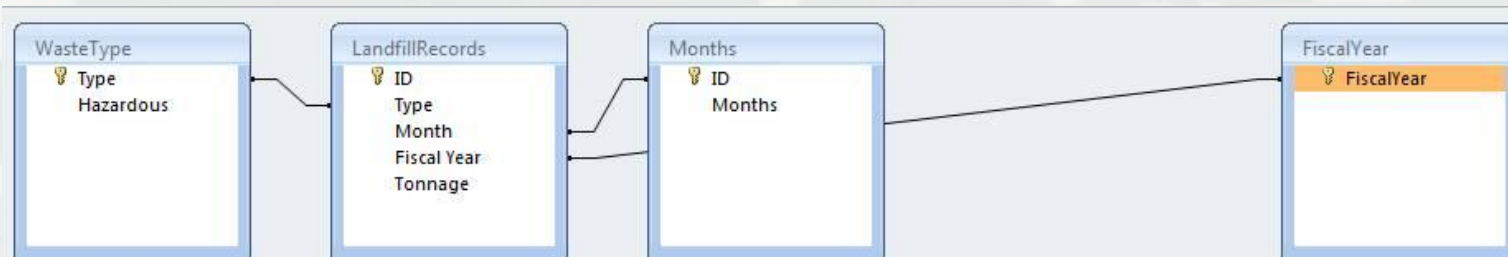 WasteType
Type
Hazardous
LandfillRecords
ID
Type
Month
Fiscal Year
Tonnage
Months
ID
Months
FiscalYear
FiscalYear